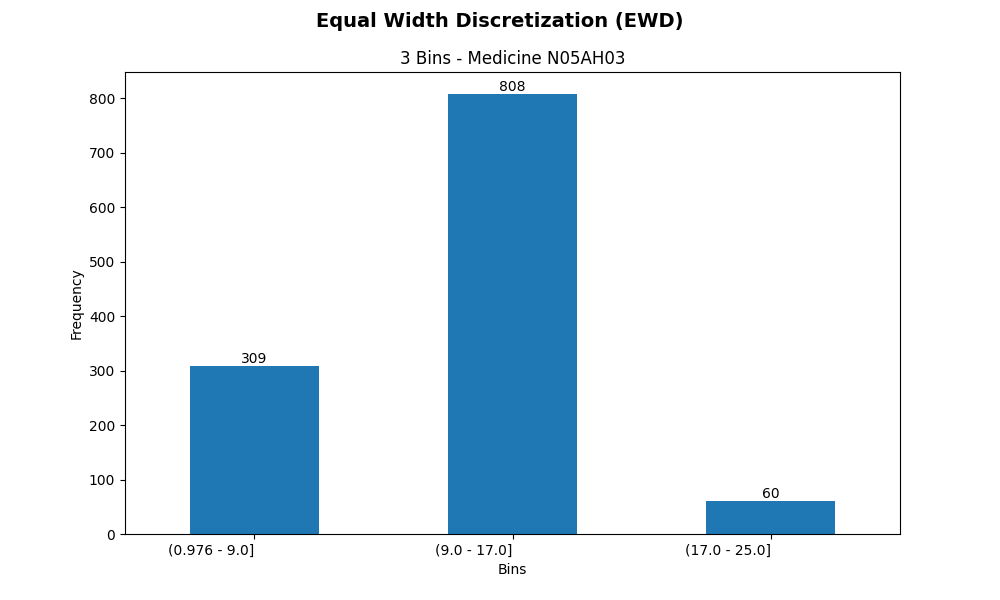 Equal Width Discretization (EWD)
3 Bins - Medicine N05AH03
800
700
600
500
400
300
200
100
0
Frequency
309
808
60
(0.976 - 9.0]
(9.0 - 17.0]
(17.0 - 25.0]
Bins